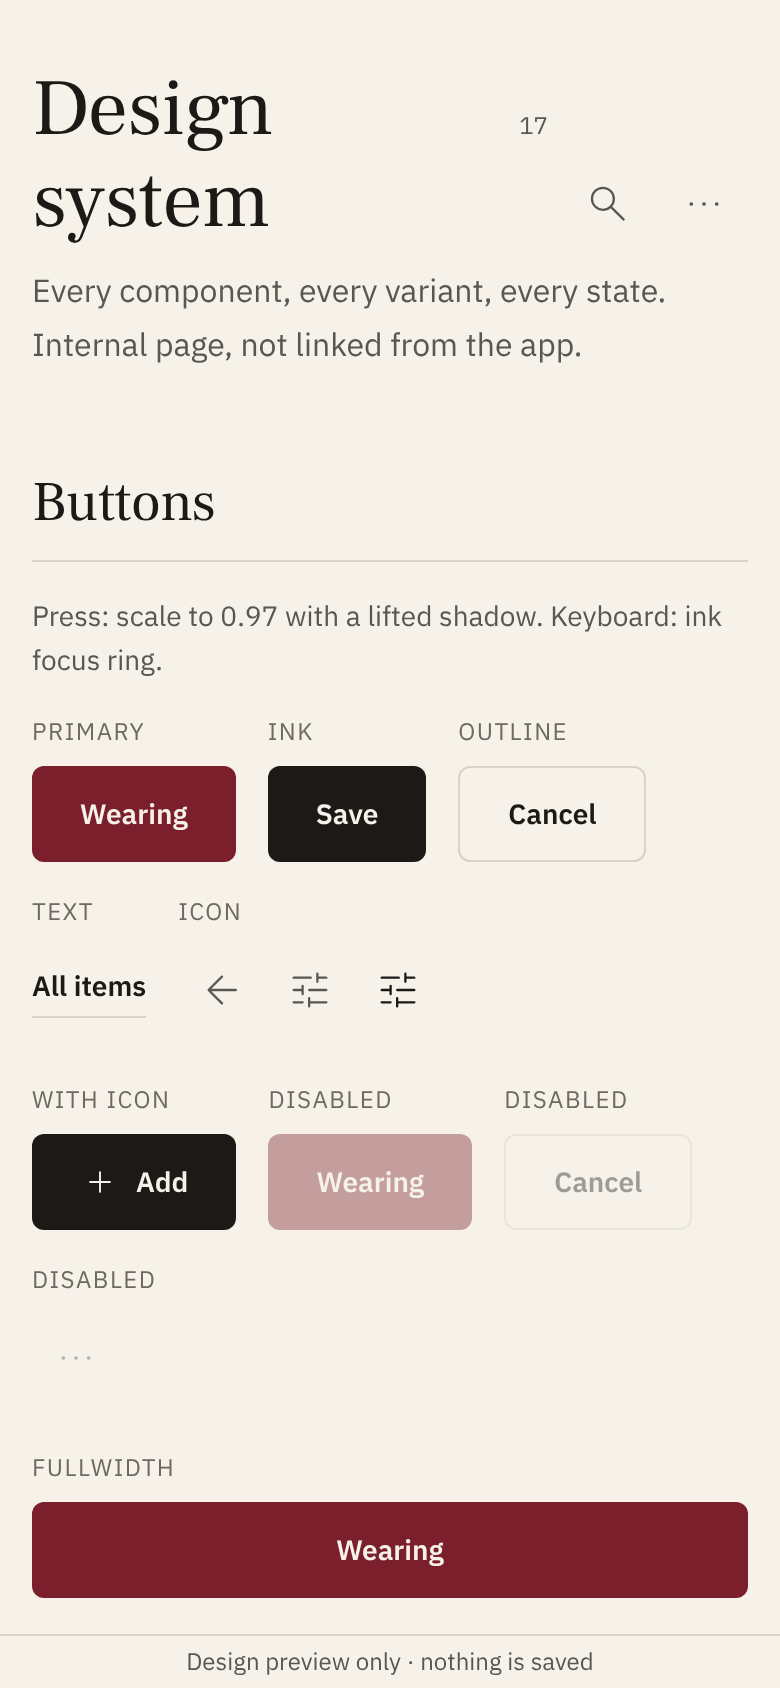 Design
17
system
Every component, every variant, every state.
Internal page, not linked from the app.
Buttons
Press: scale to 0.97 with a lifted shadow. Keyboard: ink
focus ring.
PRIMARY INK OUTLINE
Wearing Save Cancel
TEXT ICON
All items
WITH ICON DISABLED DISABLED
Add Wearing Cancel
DISABLED
FULLWIDTH
Wearing
Design preview only · nothing is saved